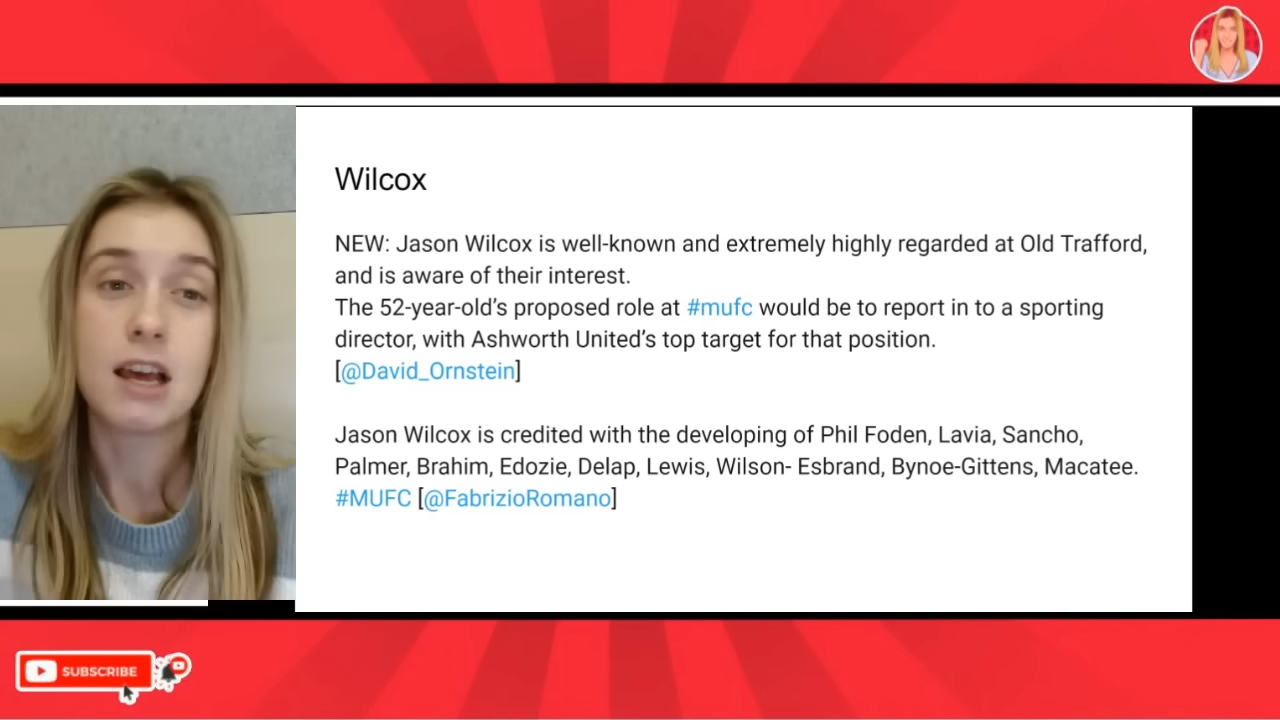 Wilcox
NEW: Jason Wilcox is well-known and extremely highly regarded at Old Trafford,
and is aware of their interest.
The 52-year-old’s proposed role at #mufc would be to report in to a sporting
director, with Ashworth United’s top target for that position.
[@David_Ornstein]
Jason Wilcox is credited with the developing of Phil Foden, Lavia, Sancho,
Palmer, Brahim, Edozie, Delap, Lewis, Wilson- Esbrand, Bynoe-Gittens, Macatee.
#MUFC [@FabrizioRomano]
SUBSCRIBE